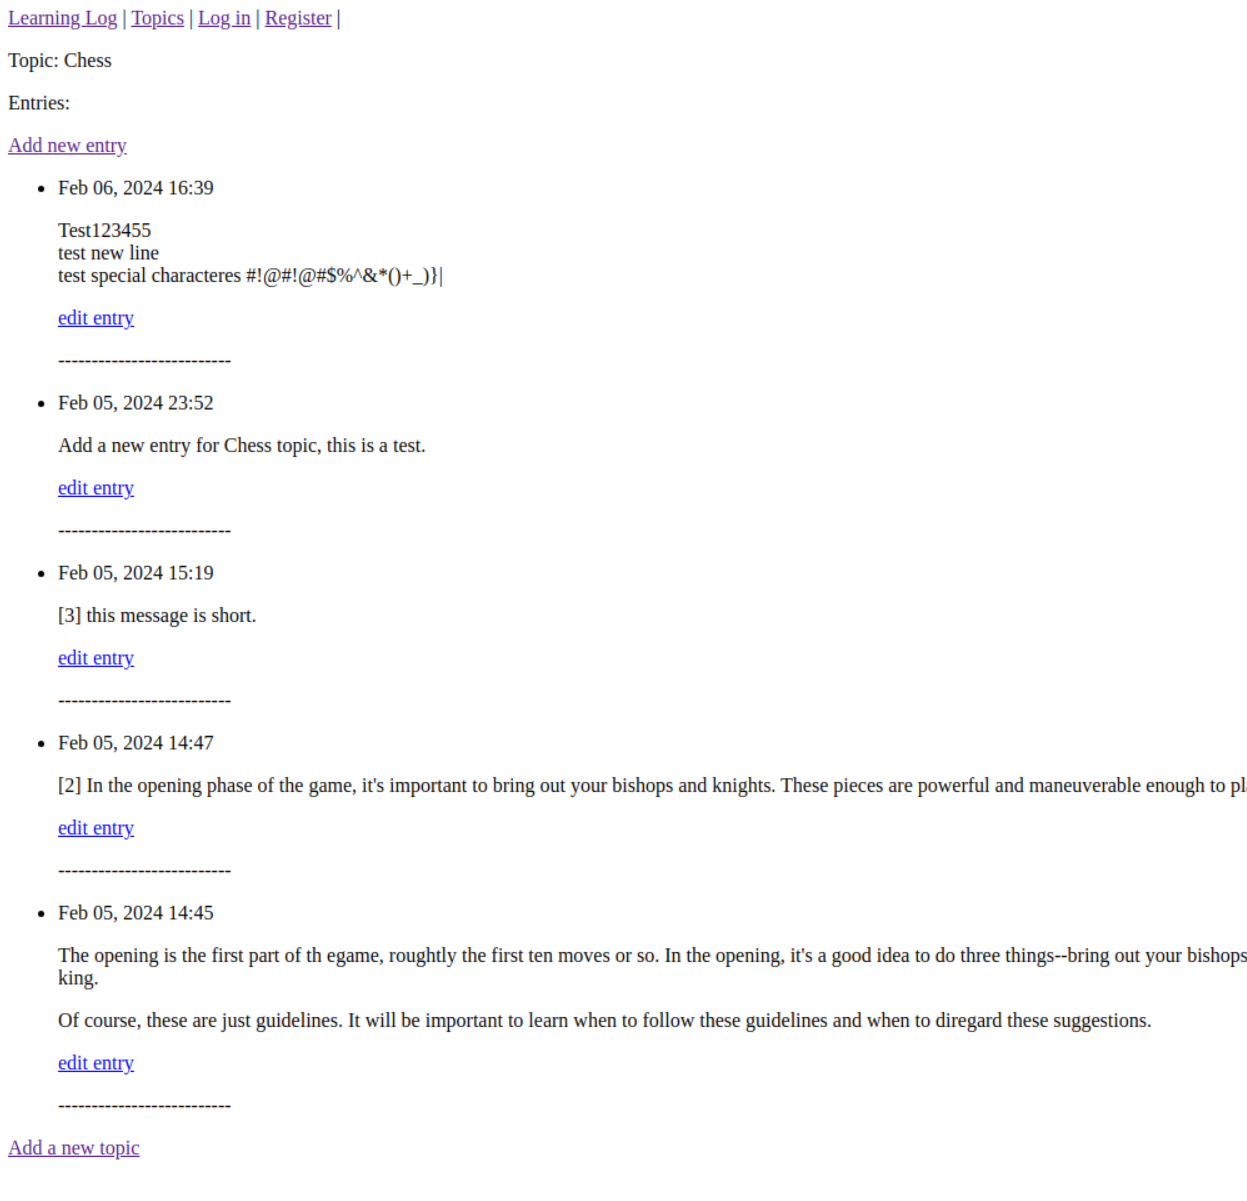 Learning Log | Topics | Log in | Register |
Topic: Chess
Entries:
Add new entry
Feb 06, 2024 16:39
Test123455
test new line
test special characteres #!@#!@#$%^&*()+_)}|
edit entry
--------------------------
Feb 05, 2024 23:52
Add a new entry for Chess topic, this is a test.
edit entry
--------------------------
Feb 05, 2024 15:19
[3] this message is short.
edit entry
--------------------------
Feb 05, 2024 14:47
[2] In the opening phase of the game, it's important to bring out your bishops and knights. These pieces are powerful and maneuverable enough to
edit entry
--------------------------
Feb 05, 2024 14:45
The opening is the first part of th egame, roughtly the first ten moves or so. In the opening, it's a good idea to do three things--bring out your bishops
king.
Of course, these are just guidelines. It will be important to learn when to follow these guidelines and when to diregard these suggestions.
edit entry
--------------------------
Add a new topic